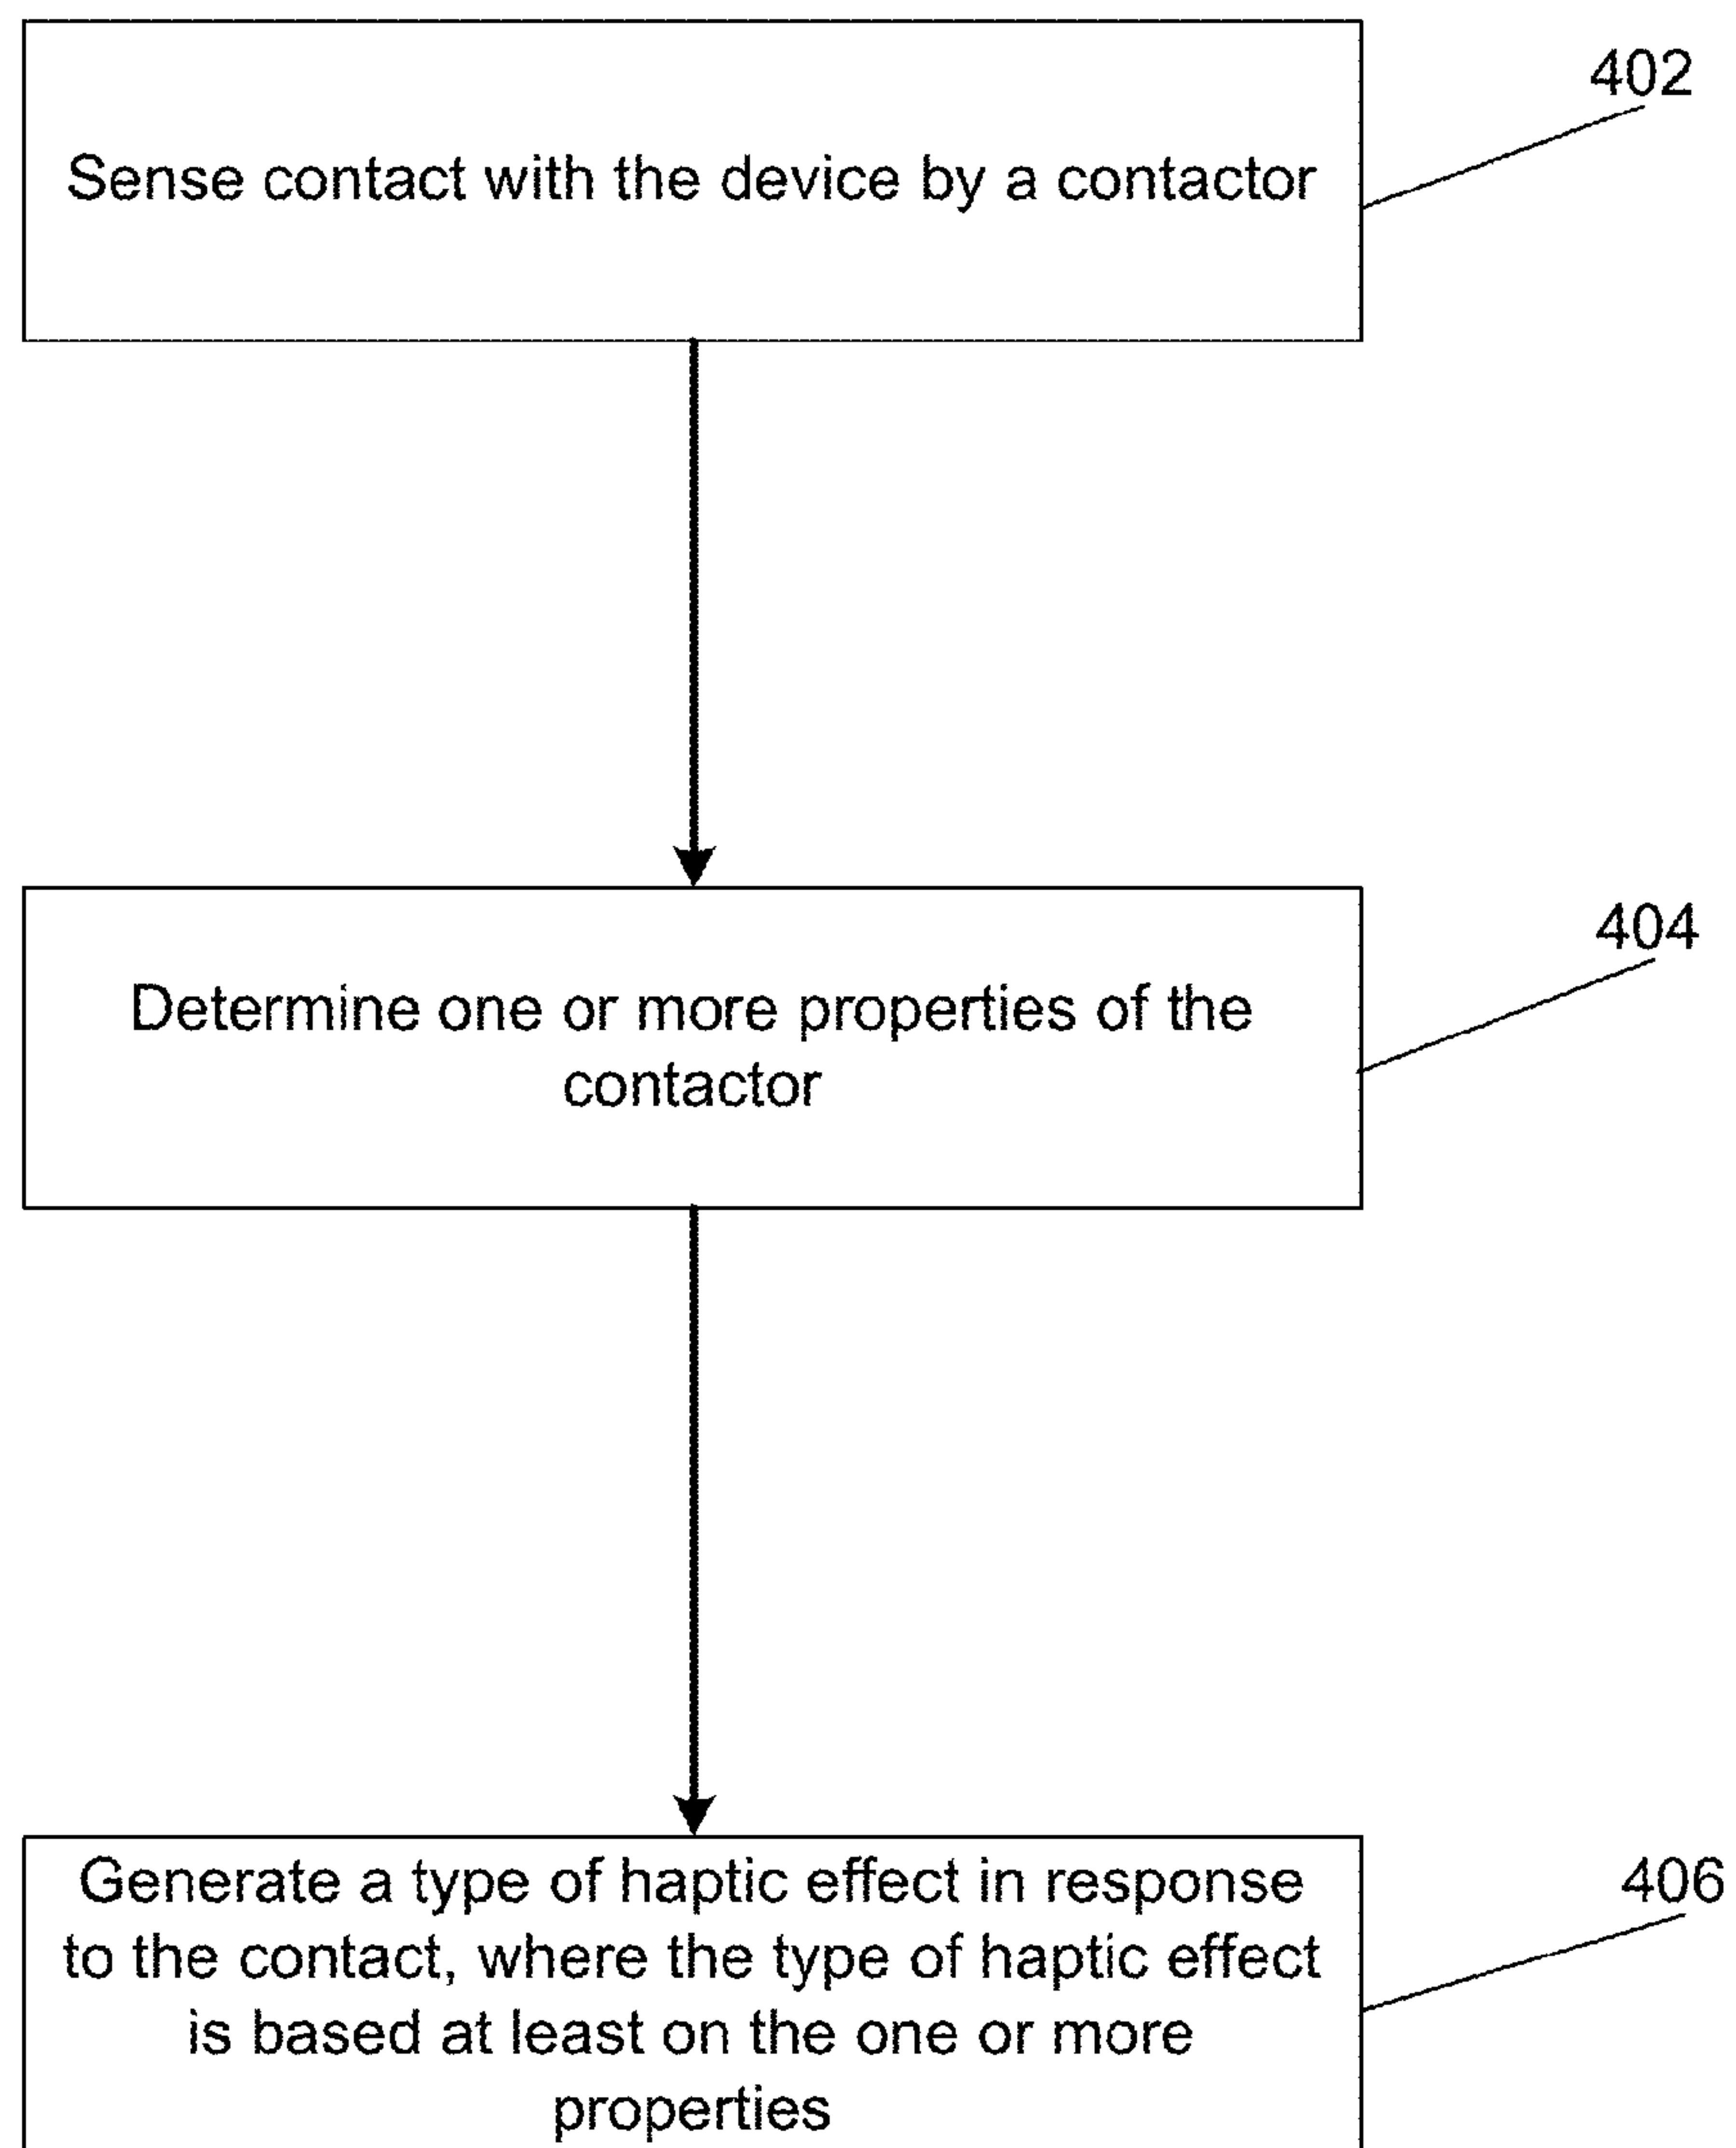 402
Sense contact with the device by a contactor
404
Determine one or more properties of the
contactor
406
Generate a type of haptic effect in response
to the contact, where the type of haptic effect
is based at least on the one or more
properties